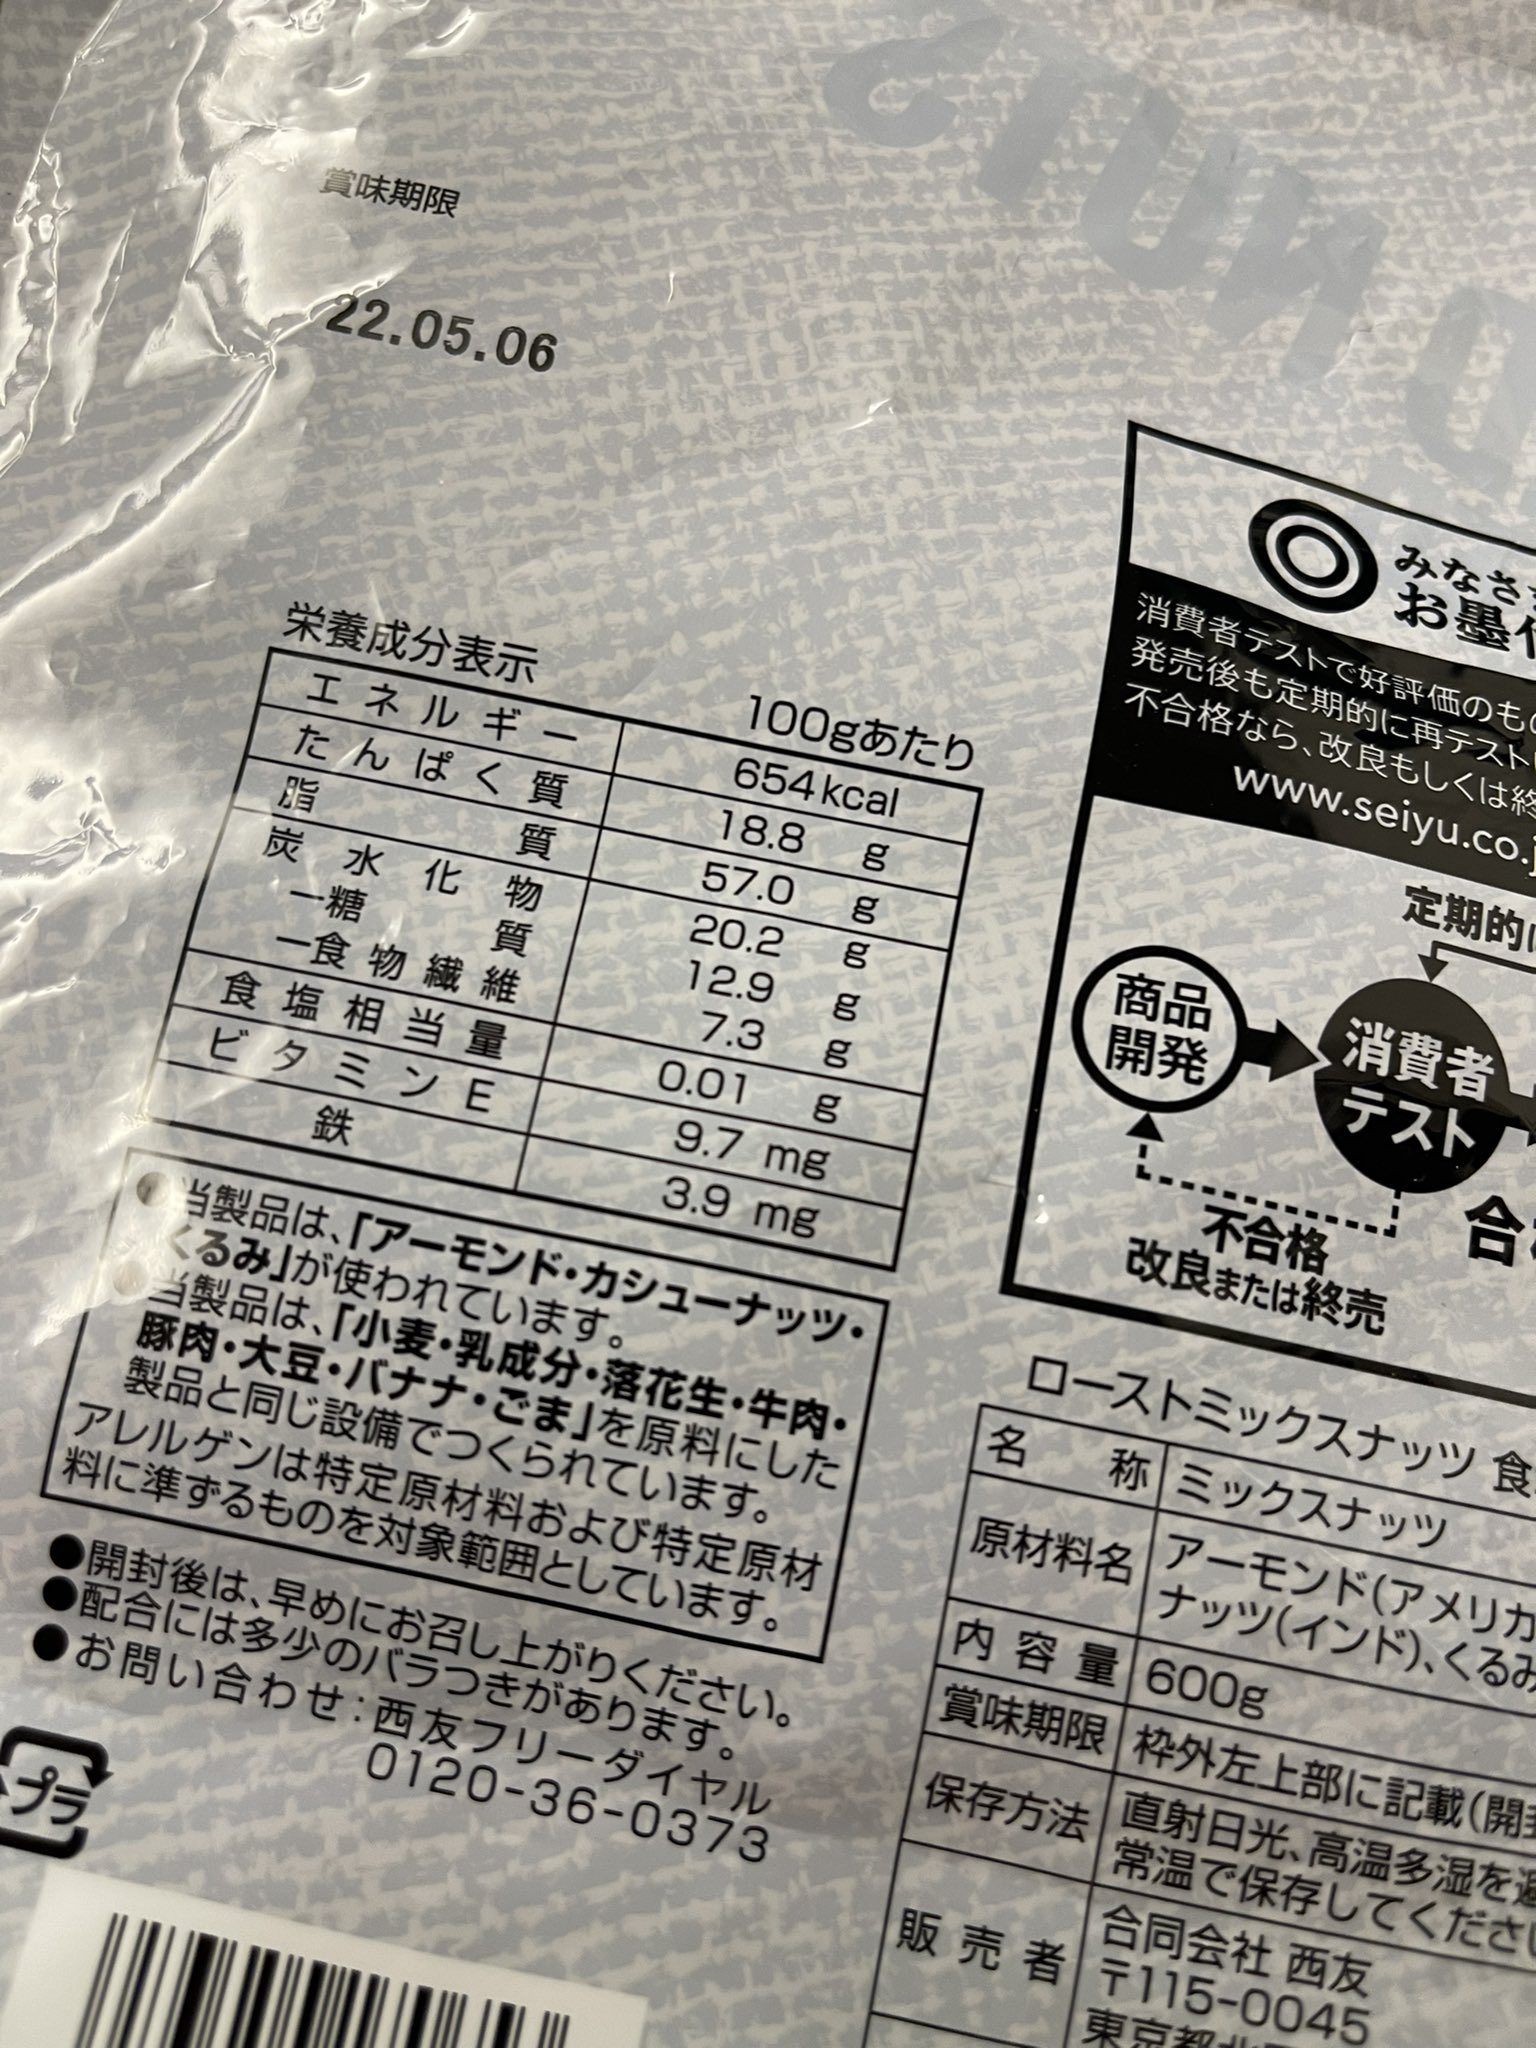 賞味期限
22.05.06
栄養成分表示
100gあたり
エネルギー 654kcal
たんぱく質 18.8 g
脂質 57.0 g
炭水化物 20.2 g
ー糖質 12.9 g
ー食物繊維 7.3 g
食塩相当量 0.01 g
ビタミンE 9.7 mg
鉄 3.9 mg
●当製品は、「アーモンド・カシューナッツ・
くるみ」が使われています。
●当製品は、「小麦・乳成分・落花生・牛肉・
豚肉・大豆・バナナ・ごま」を原料にした
製品と同じ設備でつくられています。
アレルゲンは特定原材料および特定原材
料に準ずるものを対象範囲としています。
●開封後は、早めにお召し上がりください。
●配合には多少のバラつきがあります。
●お問い合わせ:西友フリーダイヤル
0120-36-0373
プラ
みなさ
お墨
消費者テストで好評価のもの
発売後も定期的に再テスト
不合格なら、改良もしくは終
www.seiyu.co.j
定期的に
商品
開発
消費者
テスト
合
不合格
改良または終売
ローストミックスナッツ 食
名称 ミックスナッツ
原材料名 アーモンド(アメリカ
ナッツ(インド)、くるみ
内容量 600g
賞味期限 枠外左上部に記載(開封
保存方法 直射日光、高温多湿を避
常温で保存してください
販売者 合同会社 西友
〒115-0045
東京都北